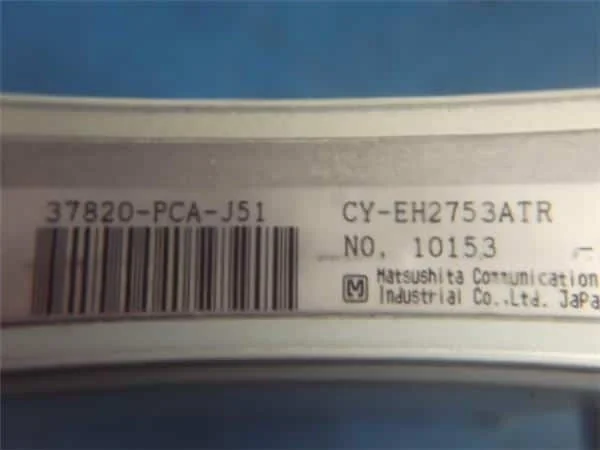 37820-PCA-J51
CY-EH2753ATR
NO. 10153 -
M Matsushita Communication
Industrial Co.,Ltd. JaPa